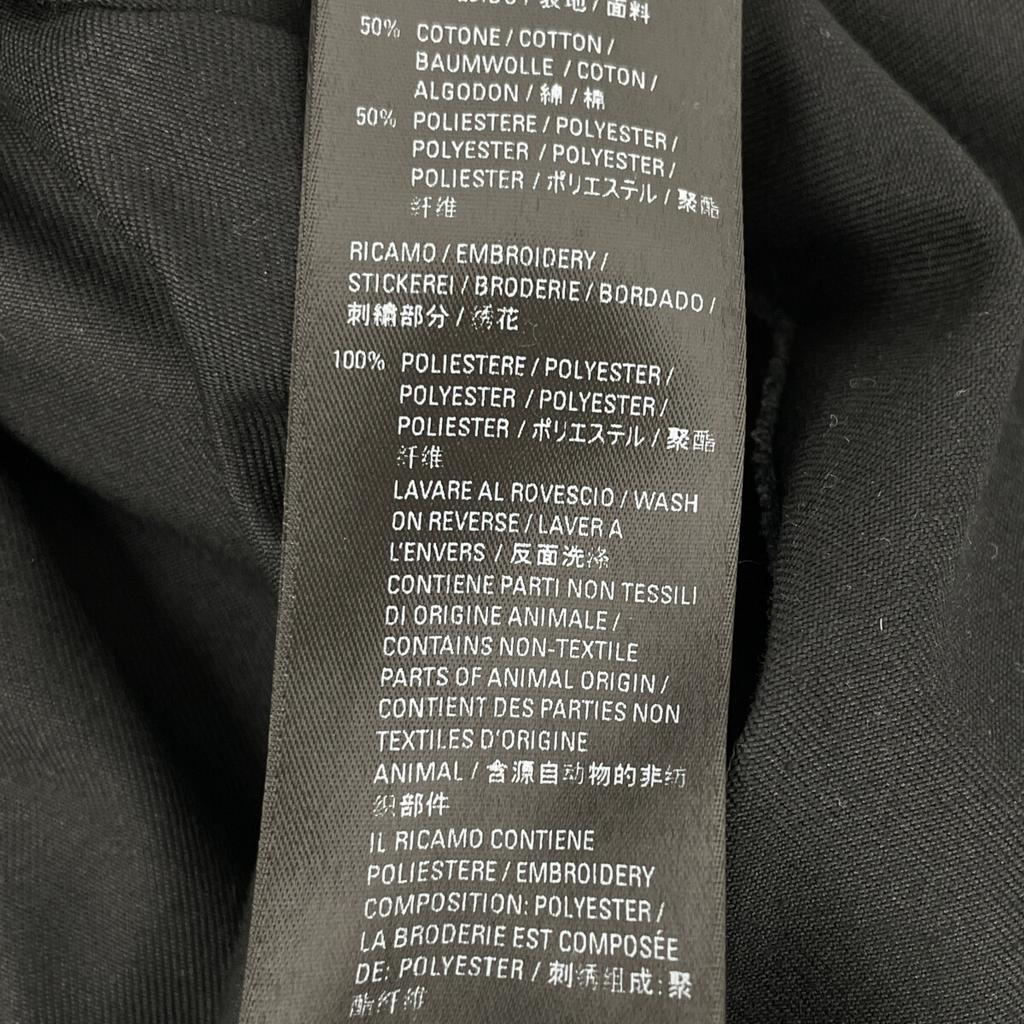 表地 / 面料
50% COTONE / COTTON /
BAUMWOLLE / COTON /
ALGODON / 綿 / 棉
50% POLIESTERE / POLYESTER /
POLYESTER / POLYESTER /
POLIESTER / ポリエステル / 聚酯
纤维
RICAMO / EMBROIDERY /
STICKEREI / BRODERIE / BORDADO /
刺繍部分 / 绣花
100% POLIESTERE / POLYESTER /
POLYESTER / POLYESTER /
POLIESTER / ポリエステル / 聚酯
纤维
LAVARE AL ROVESCIO / WASH
ON REVERSE / LAVER A
L'ENVERS / 反面洗涤
CONTIENE PARTI NON TESSILI
DI ORIGINE ANIMALE /
CONTAINS NON-TEXTILE
PARTS OF ANIMAL ORIGIN /
CONTIENT DES PARTIES NON
TEXTILES D'ORIGINE
ANIMAL / 含源自动物的非纺
织部件
IL RICAMO CONTIENE
POLIESTERE / EMBROIDERY
COMPOSITION: POLYESTER /
LA BRODERIE EST COMPOSÉE
DE: POLYESTER / 刺绣组成: 聚
酯纤维